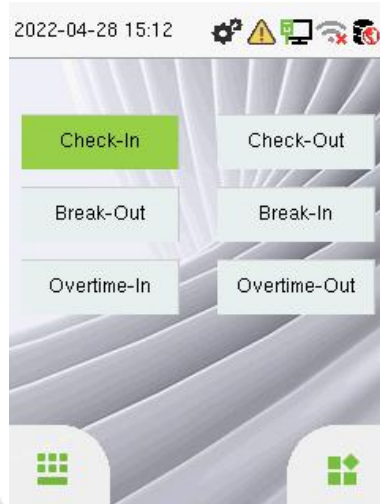 2022-04-28 15:12
Check-In
Check-Out
Break-Out
Break-In
Overtime-In
Overtime-Out